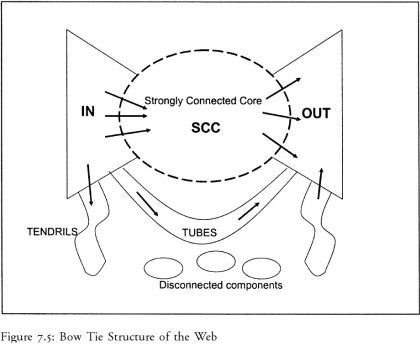 Strongly Connected Core
IN
SCC
OUT
TENDRILS
TUBES
Disconnected components
Figure 7.5: Bow Tie Structure of the Web